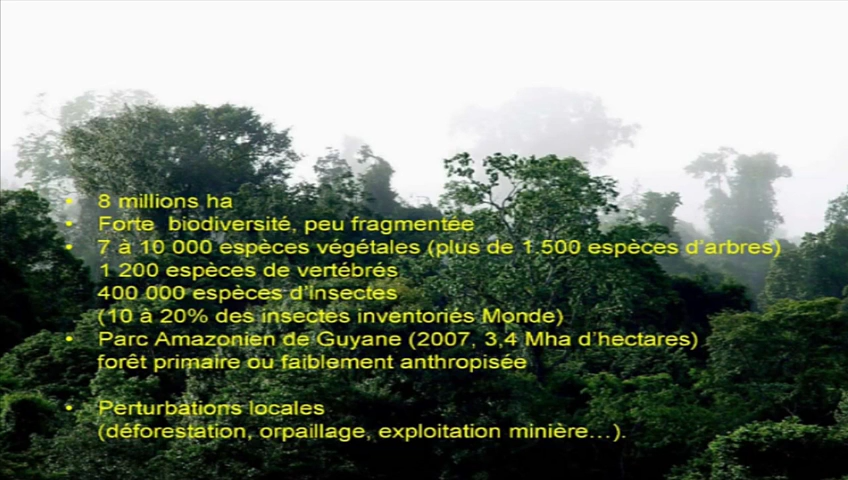 • 8 millions ha
• Forte biodiversité, peu fragmentée
• 7 à 10 000 espèces végétales (plus de 1.500 espèces d'arbres)
1 200 espèces de vertébrés
400 000 espèces d'insectes
(10 à 20% des insectes inventoriés Monde)
• Parc Amazonien de Guyane (2007, 3,4 Mha d'hectares)
forêt primaire ou faiblement anthropisée
• Perturbations locales
(déforestation, orpaillage, exploitation minière…).